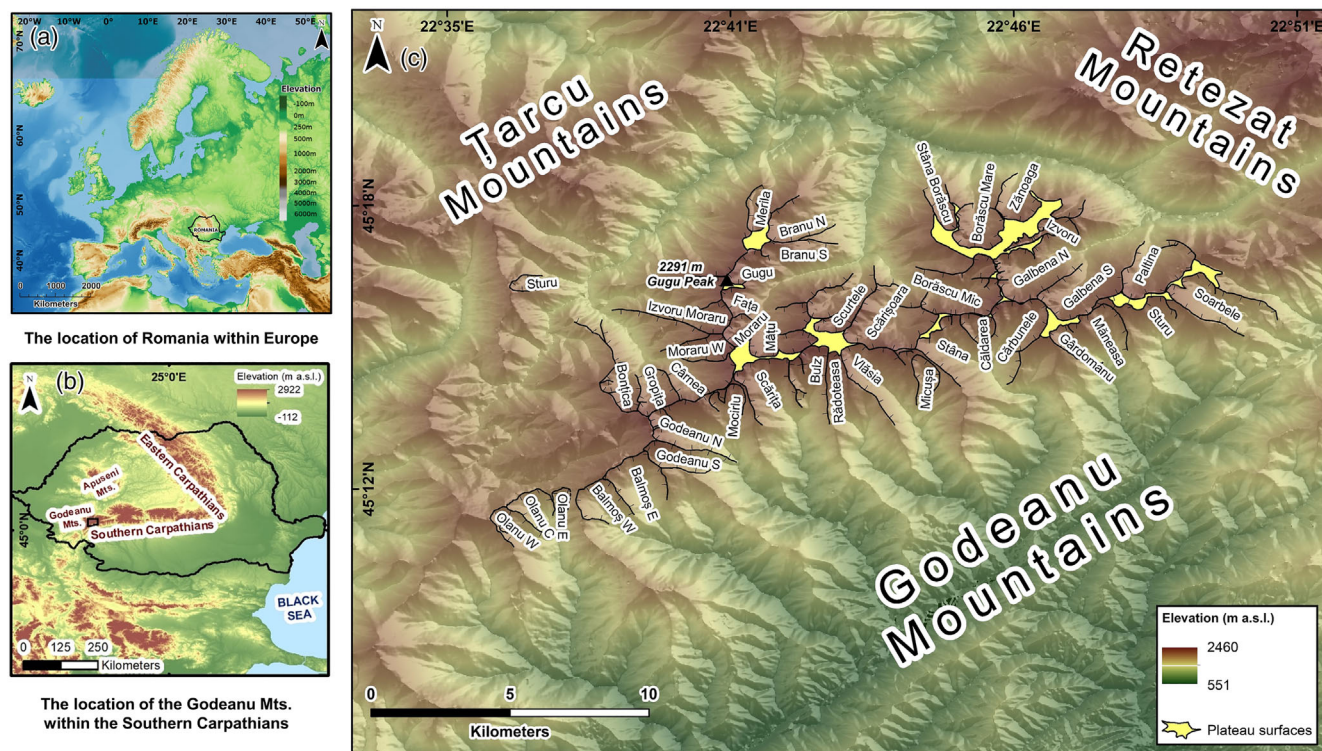 20°W 10°W 0° 10°E 20°E 30°E 40°E 50°E
(a)
N
70°N
60°N
50°N
40°N
Elevation
-100m
0m
250m
500m
1000m
2000m
3000m
4000m
5000m
6000m
ROMANIA
0 1000 2000
Kilometers
The location of Romania within Europe
N
(b)
25°0'E
Elevation (m a.s.l.)
2922
-112
Eastern Carpathians
Apuseni
Mts.
Godeanu
Mts.
Southern Carpathians
45°0'N
BLACK
SEA
0 125 250
Kilometers
The location of the Godeanu Mts.
within the Southern Carpathians
22°35'E 22°41'E 22°46'E 22°51'E
N
(c)
Țarcu
Mountains
Retezat
Mountains
45°18'N
45°12'N
Stâna Borăscu
Borăscu Mare
Zănoaga
Izvoru
Merila
Branu N
Branu S
2291 m
Gugu Peak
Gugu
Galbena N
Galbena S
Paltina
Soarbele
Sturu
Borăscu Mic
Scărișoara
Scurtele
Sturu
Izvoru Moraru
Fața
Moraru
Mâțu
Moraru W
Cârnea
Gropița
Bontica
Mociriu
Scărița
Bulz
Rădoteasa
Vlăsia
Micușa
Stâna
Căldarea
Cărbunele
Gârdomanu
Măneasa
Godeanu N
Godeanu S
Balmoș E
Balmoș W
Olanu E
Olanu C
Olanu W
Godeanu
Mountains
0 5 10
Kilometers
Elevation (m a.s.l.)
2460
551
Plateau surfaces